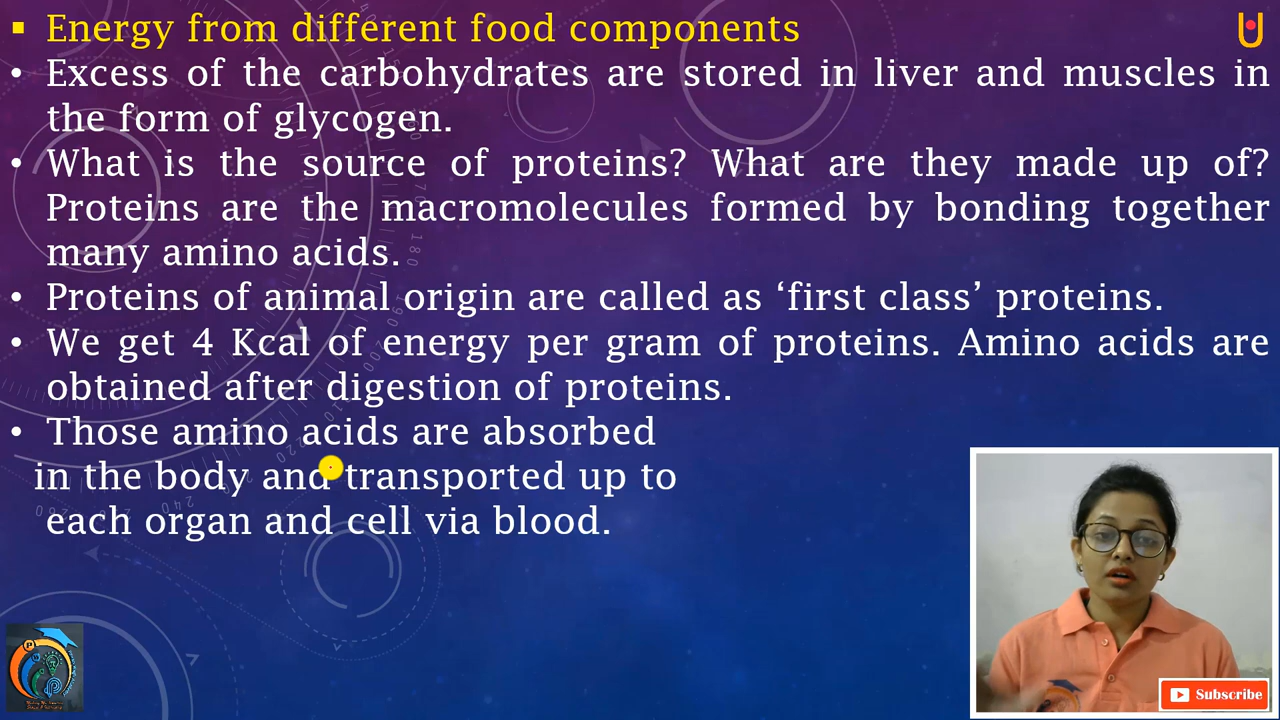 ▪ Energy from different food components
• Excess of the carbohydrates are stored in liver and muscles in
the form of glycogen.
• What is the source of proteins? What are they made up of?
Proteins are the macromolecules formed by bonding together
many amino acids.
• Proteins of animal origin are called as ‘first class’ proteins.
• We get 4 Kcal of energy per gram of proteins. Amino acids are
obtained after digestion of proteins.
• Those amino acids are absorbed
in the body and transported up to
each organ and cell via blood.
Subscribe